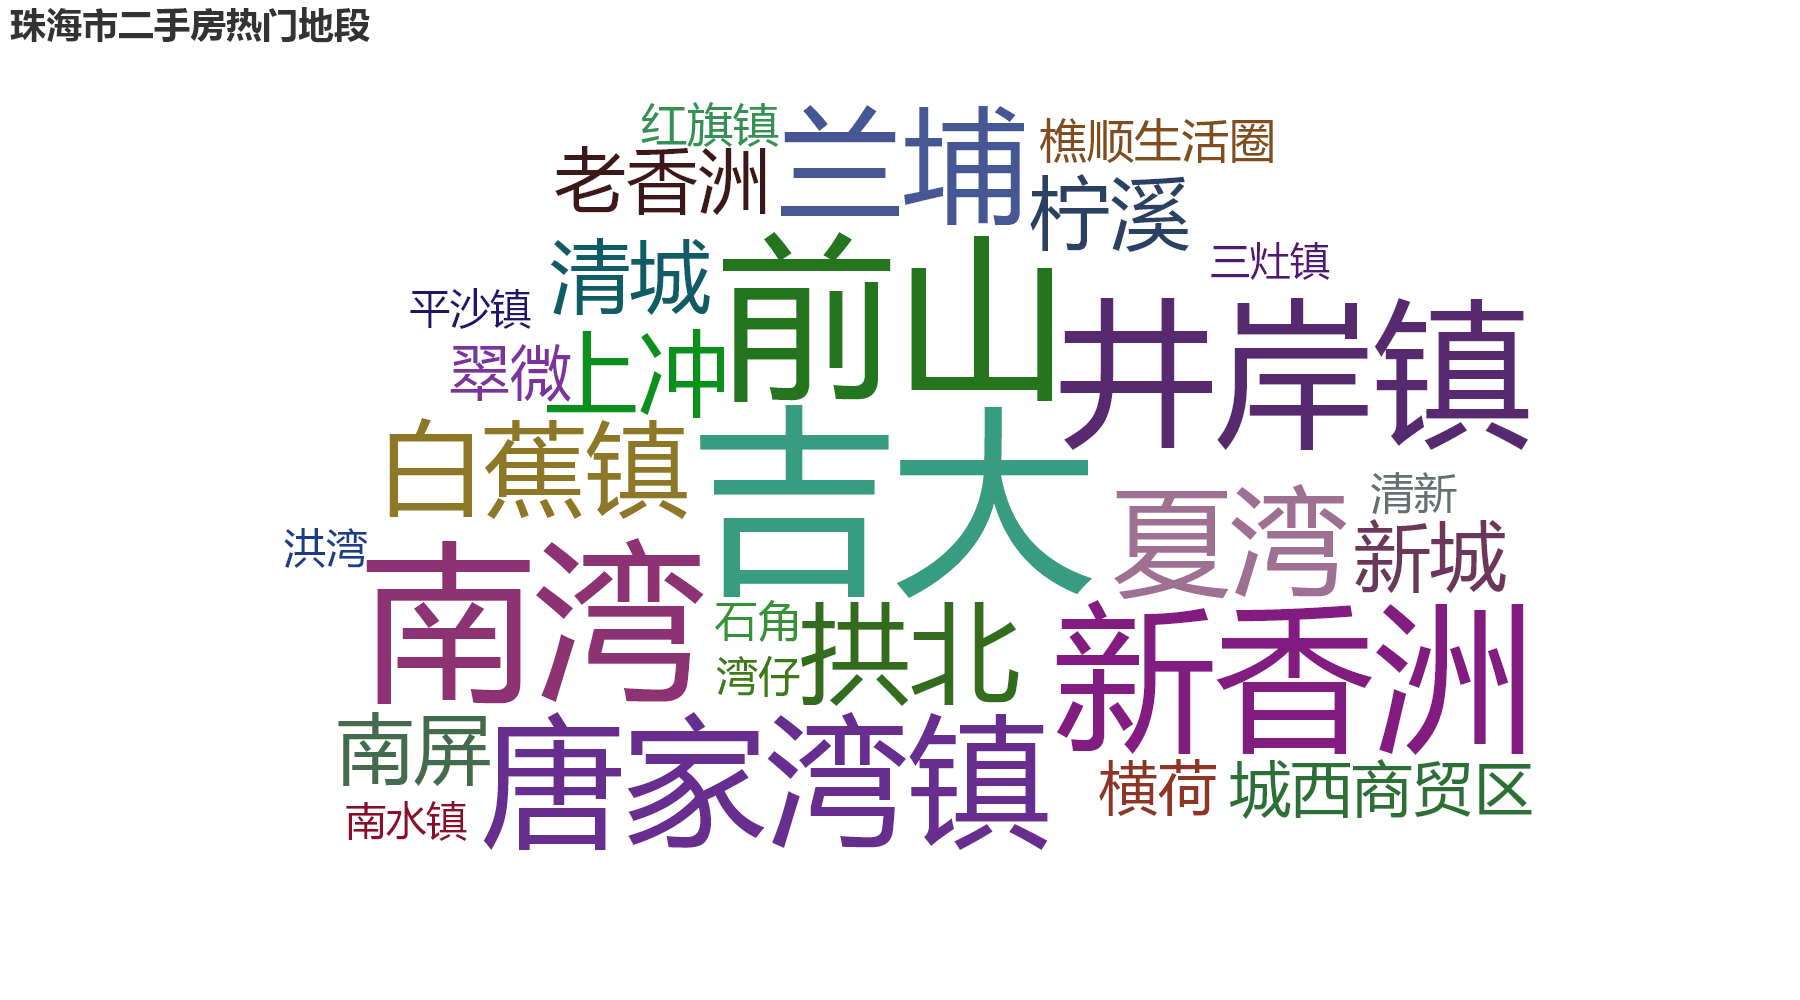 珠海市二手房热门地段
红旗镇
兰埔
樵顺生活圈
老香洲
柠溪
清城
前山
三灶镇
平沙镇
井岸镇
翠微
上冲
白蕉镇
吉大
夏湾
清新
洪湾
新城
南湾
石角
拱北
新香洲
湾仔
南屏
唐家湾镇
横荷
城西商贸区
南水镇